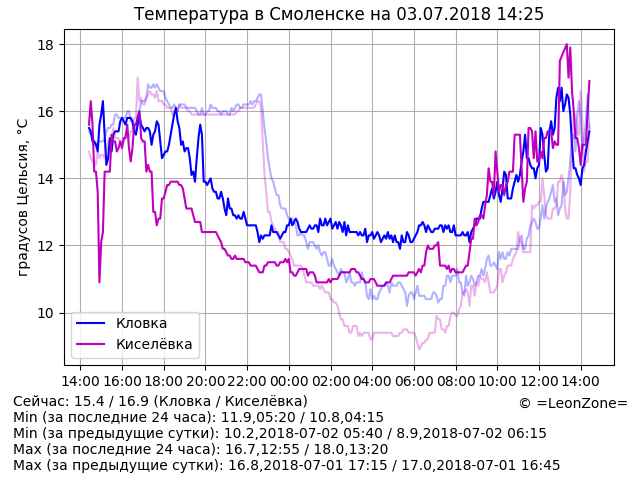 Температура в Смоленске на 03.07.2018 14:25
градусов Цельсия, °C
18
16
14
12
10
Кловка
Киселёвка
14:00 16:00 18:00 20:00 22:00 00:00 02:00 04:00 06:00 08:00 10:00 12:00 14:00
Сейчас: 15.4 / 16.9 (Кловка / Киселёвка)
© =LeonZone=
Min (за последние 24 часа): 11.9,05:20 / 10.8,04:15
Min (за предыдущие сутки): 10.2,2018-07-02 05:40 / 8.9,2018-07-02 06:15
Max (за последние 24 часа): 16.7,12:55 / 18.0,13:20
Max (за предыдущие сутки): 16.8,2018-07-01 17:15 / 17.0,2018-07-01 16:45